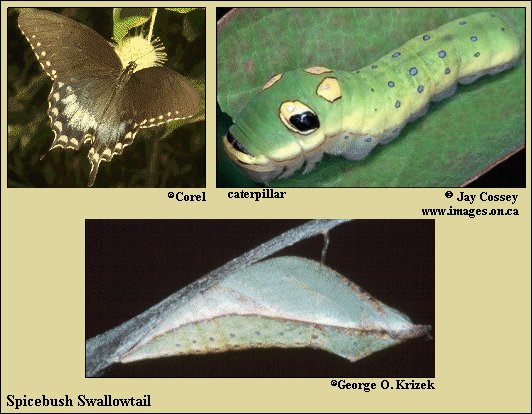 ©Corel
caterpillar
© Jay Cossey
www.images.on.ca
©George O. Krizek
Spicebush Swallowtail